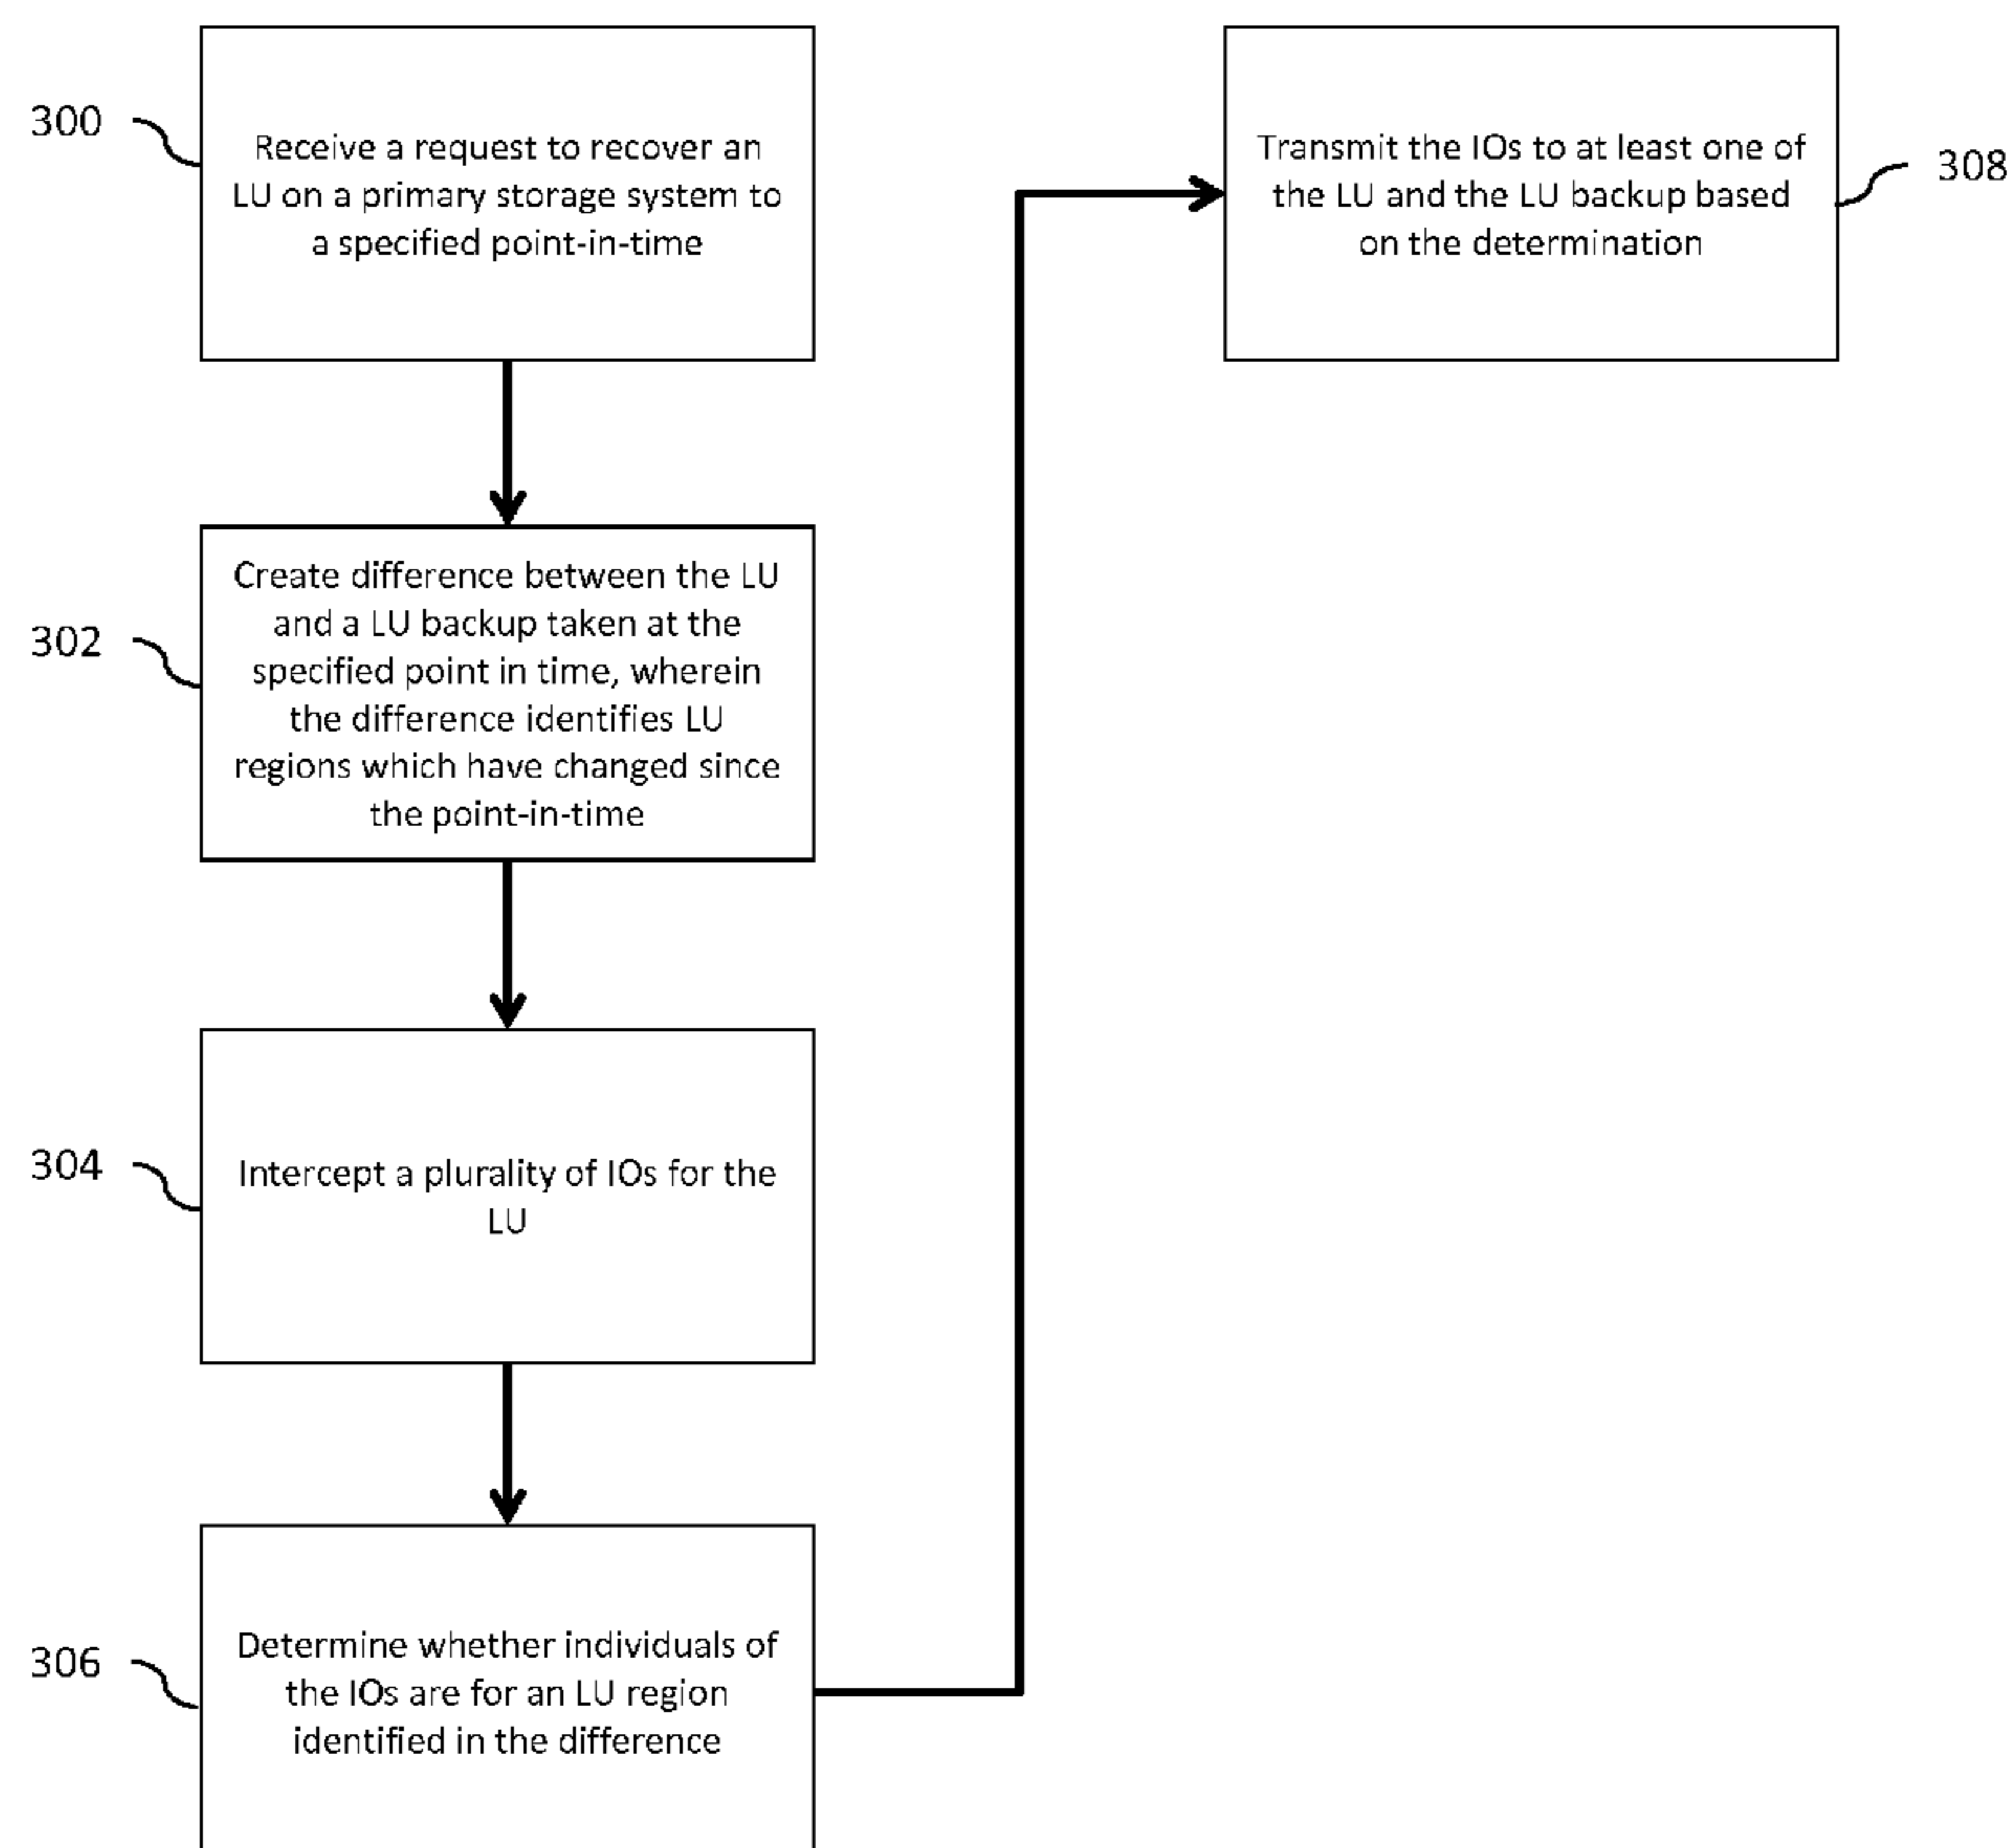 300
Receive a request to recover an
LU on a primary storage system to
a specified point-in-time
302
Create difference between the LU
and a LU backup taken at the
specified point in time, wherein
the difference identifies LU
regions which have changed since
the point-in-time
304
Intercept a plurality of IOs for the
LU
306
Determine whether individuals of
the IOs are for an LU region
identified in the difference
Transmit the IOs to at least one of
the LU and the LU backup based
on the determination
308